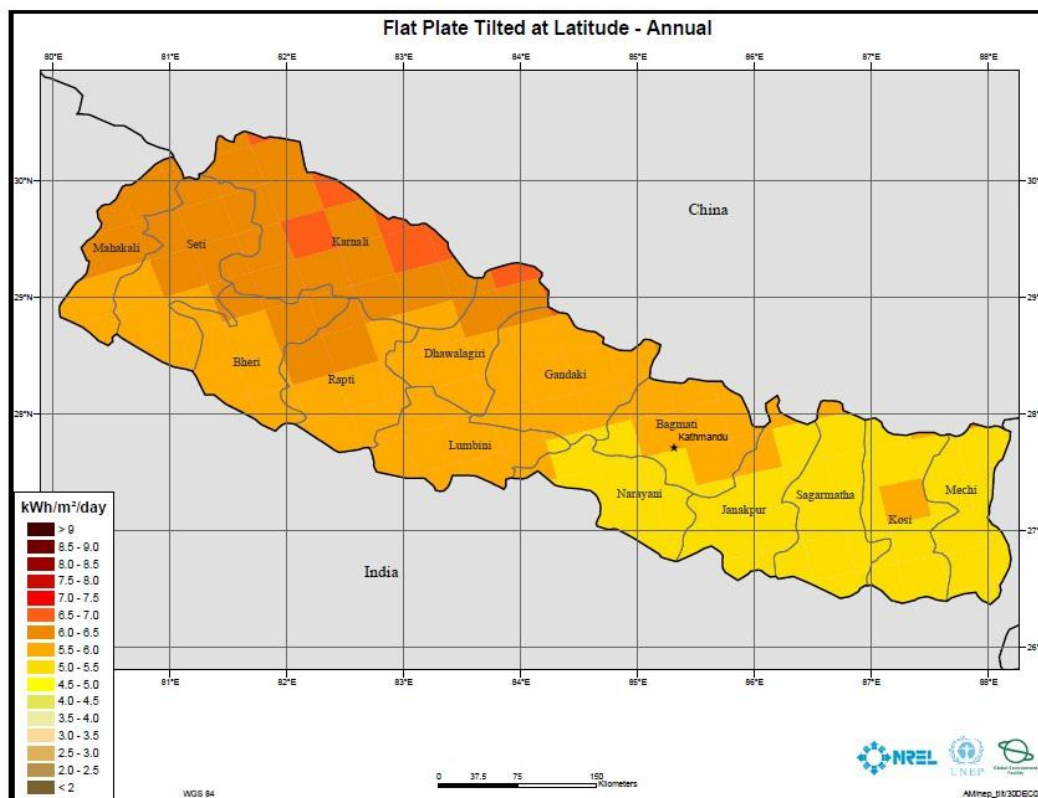 Flat Plate Tilted at Latitude - Annual
80°E 81°E 82°E 83°E 84°E 85°E 86°E 87°E 88°E
30°N 30°N
China
Mahakali Seti Karnali
29°N 29°N
Bheri Rapti Dhawalagiri Gandaki
28°N 28°N
Lumbini Bagmati
Kathmandu
Narayani Janakpur Sagarmatha Kosi Mechi
27°N 27°N
India
26°N
81°E 82°E 83°E 84°E 85°E 86°E 87°E 88°E
kWh/m²/day
> 9
8.5 - 9.0
8.0 - 8.5
7.5 - 8.0
7.0 - 7.5
6.5 - 7.0
6.0 - 6.5
5.5 - 6.0
5.0 - 5.5
4.5 - 5.0
4.0 - 4.5
3.5 - 4.0
3.0 - 3.5
2.5 - 3.0
2.0 - 2.5
< 2
WGS 84
0 37.5 75 150
Kilometers
NREL
UNEP
Global Environment
Facility